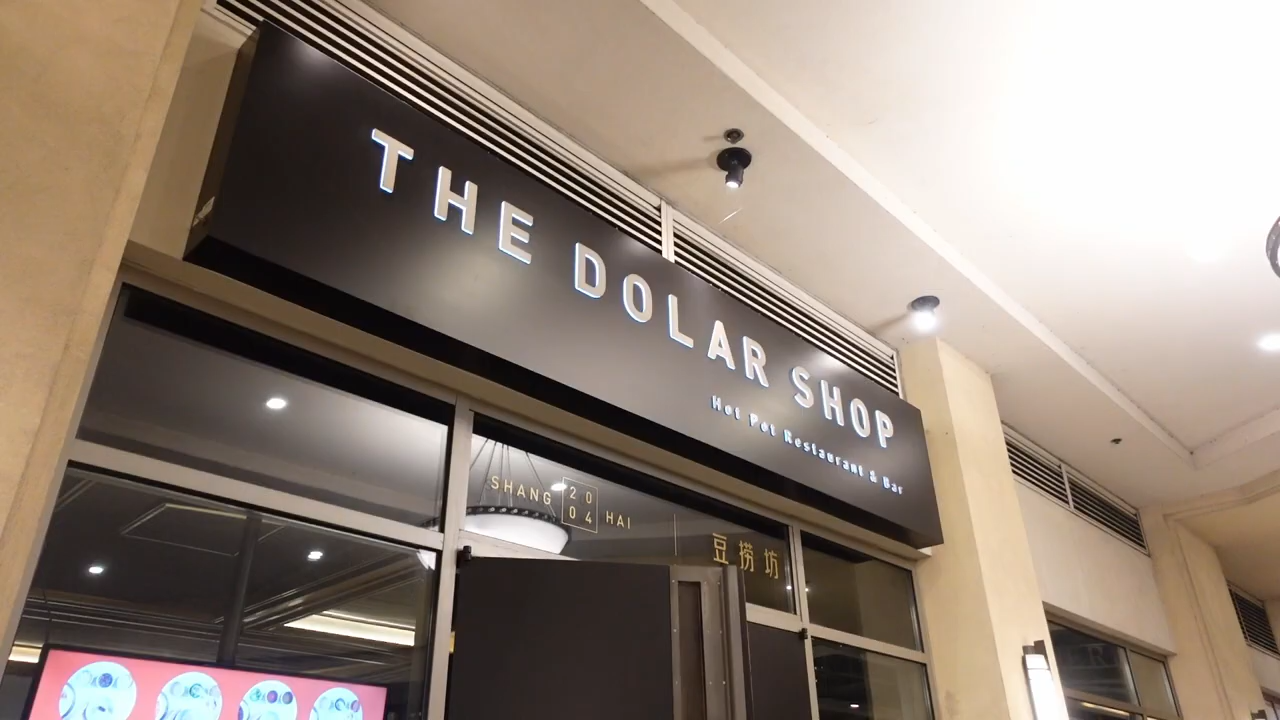 THE DOLAR SHOP
Hot Pot Restaurant & Bar
SHANG 20 04 HAI
豆捞坊